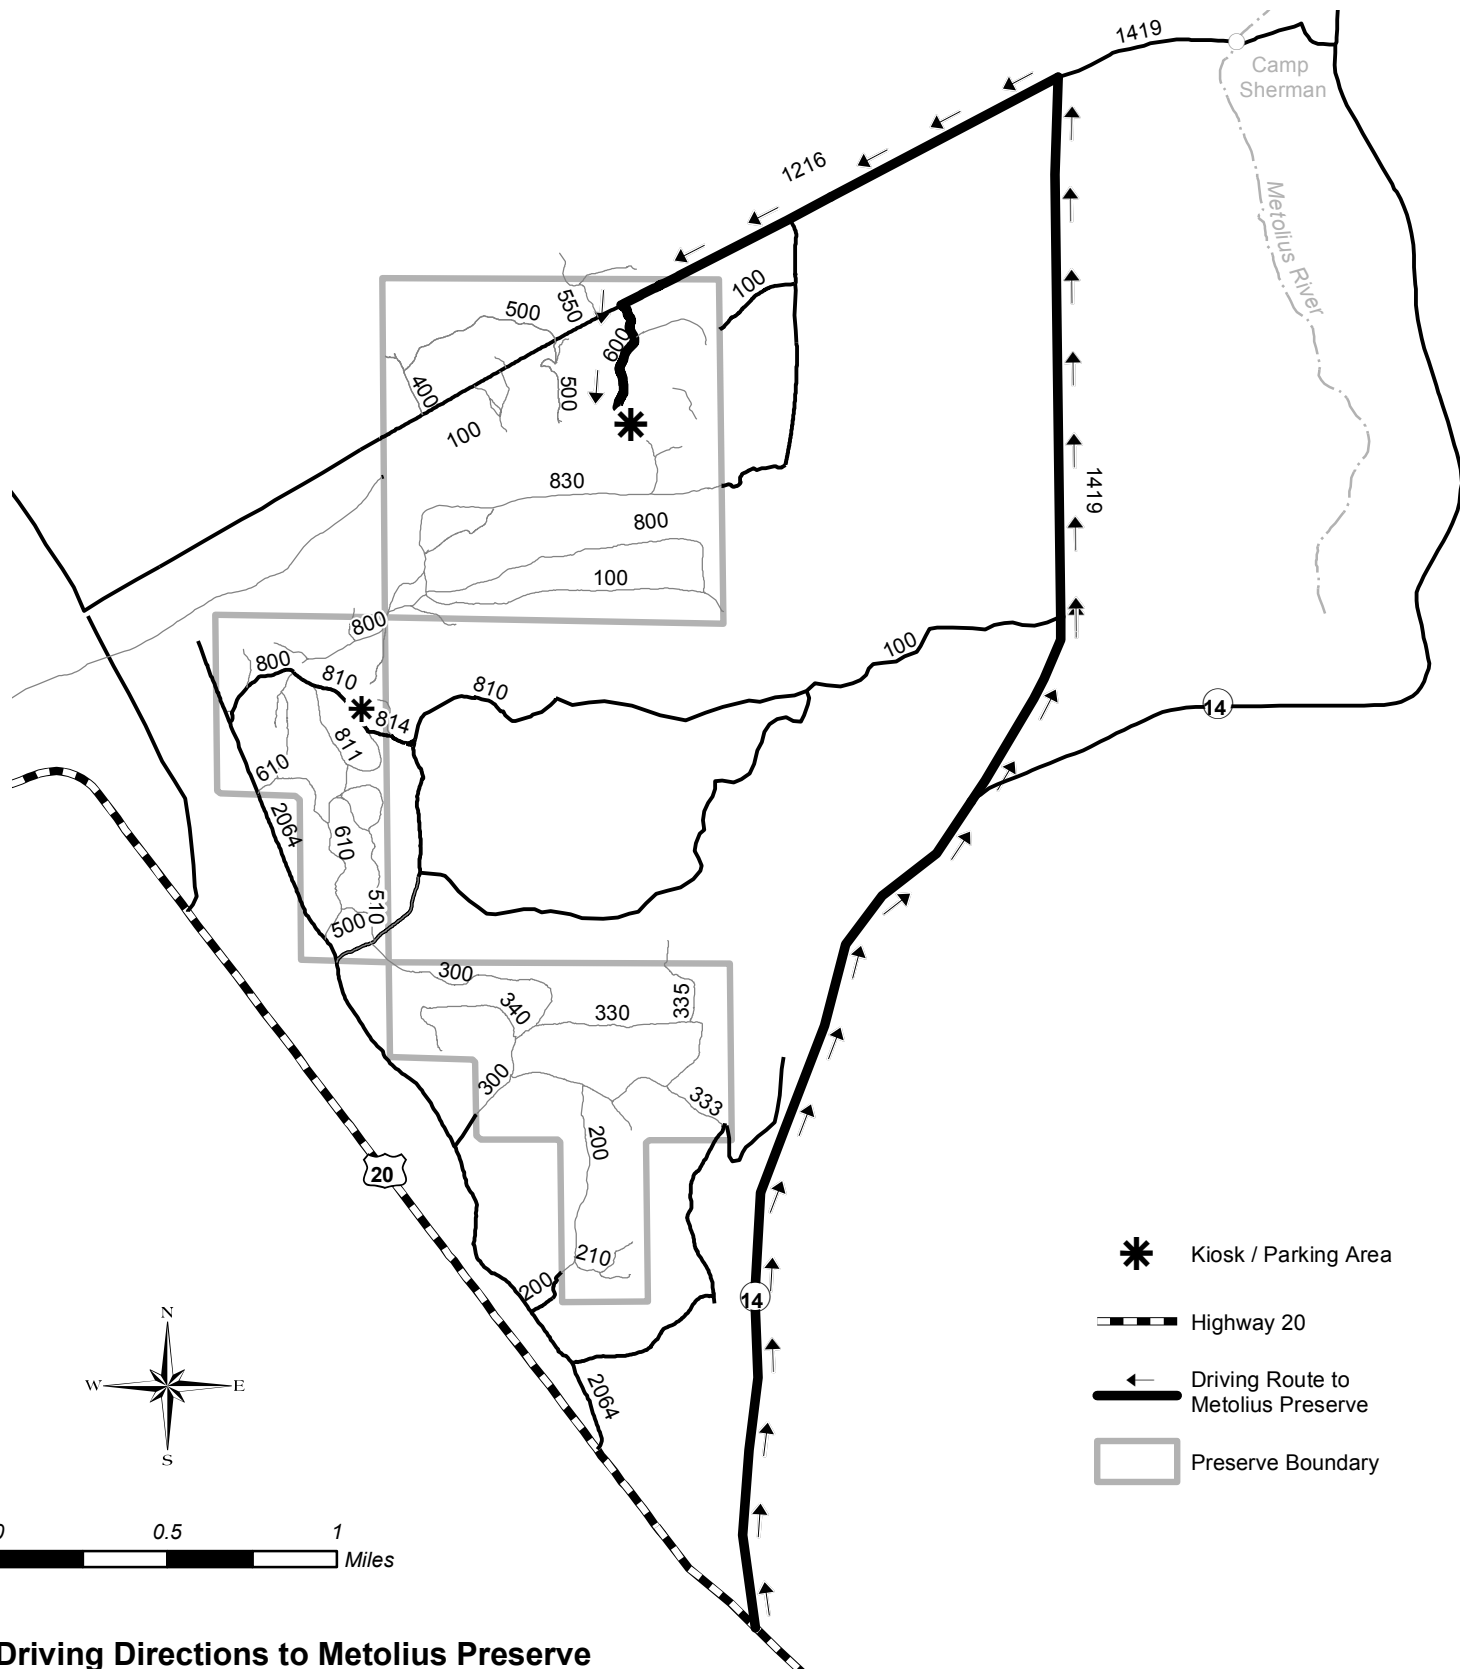 1419
Camp
Sherman
1216
Metolius River
100
550
500
600
400
500
100
830
1419
800
100
800
100
800
810
810
14
814
811
610
2064
610
510
500
300
340
330
335
300
333
200
20
210
200
14
Kiosk / Parking Area
Highway 20
N
W
E
S
Driving Route to
Metolius Preserve
2064
Preserve Boundary
0 0.5 1
Miles
Driving Directions to Metolius Preserve